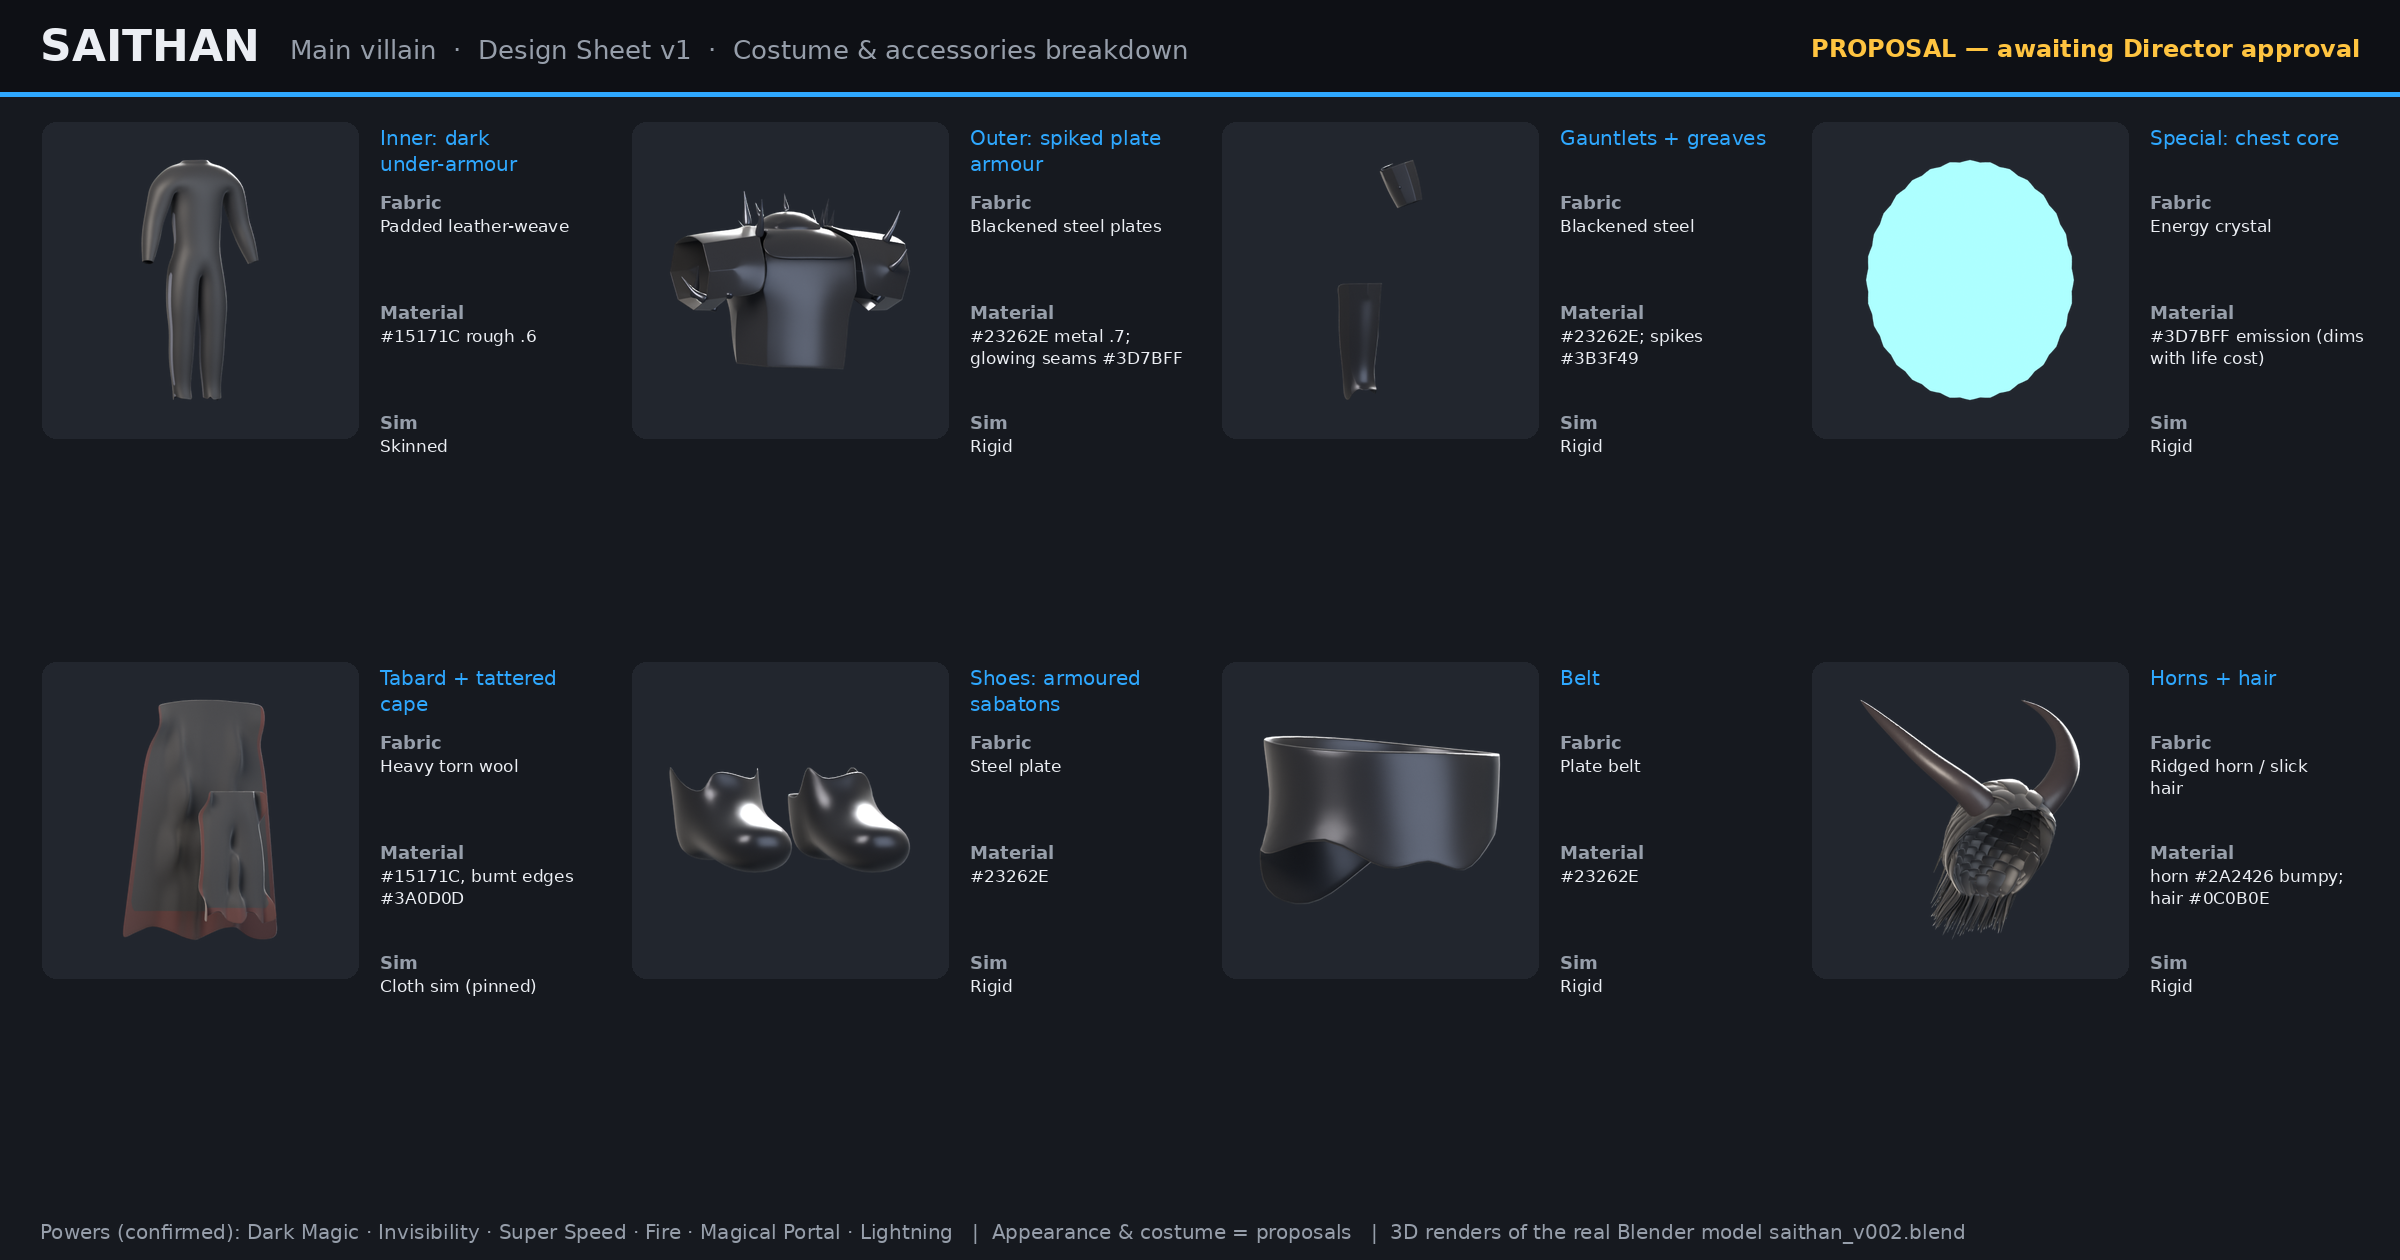 SAITHAN
Main villain · Design Sheet v1 · Costume & accessories breakdown
PROPOSAL — awaiting Director approval
Inner: dark
under-armour
Fabric
Padded leather-weave
Material
#15171C rough .6
Sim
Skinned
Outer: spiked plate
armour
Fabric
Blackened steel plates
Material
#23262E metal .7;
glowing seams #3D7BFF
Sim
Rigid
Gauntlets + greaves
Fabric
Blackened steel
Material
#23262E; spikes
#3B3F49
Sim
Rigid
Special: chest core
Fabric
Energy crystal
Material
#3D7BFF emission (dims
with life cost)
Sim
Rigid
Tabard + tattered
cape
Fabric
Heavy torn wool
Material
#15171C, burnt edges
#3A0D0D
Sim
Cloth sim (pinned)
Shoes: armoured
sabatons
Fabric
Steel plate
Material
#23262E
Sim
Rigid
Belt
Fabric
Plate belt
Material
#23262E
Sim
Rigid
Horns + hair
Fabric
Ridged horn / slick
hair
Material
horn #2A2426 bumpy;
hair #0C0B0E
Sim
Rigid
Powers (confirmed): Dark Magic · Invisibility · Super Speed · Fire · Magical Portal · Lightning | Appearance & costume = proposals | 3D renders of the real Blender model saithan_v002.blend